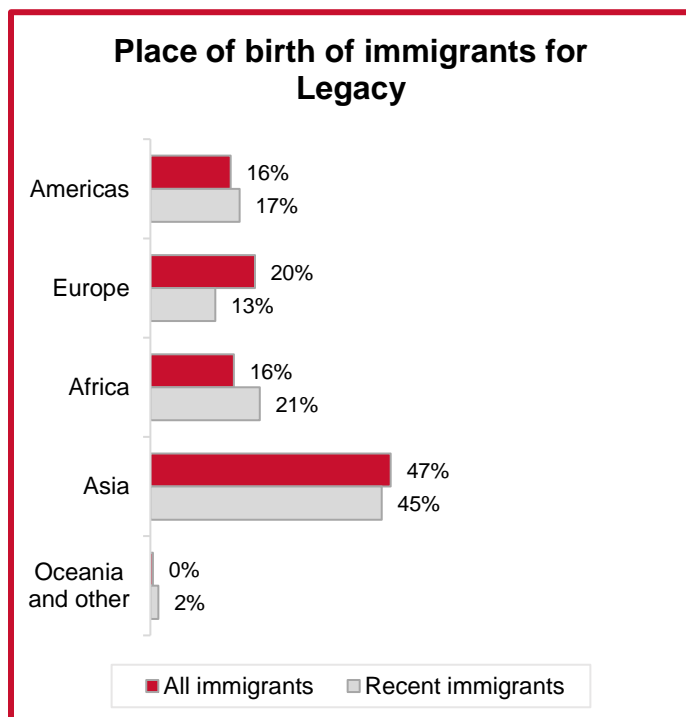 Place of birth of immigrants for
Legacy
Americas
16%
17%
Europe
20%
13%
Africa
16%
21%
Asia
47%
45%
Oceania
and other
0%
2%
All immigrants
Recent immigrants